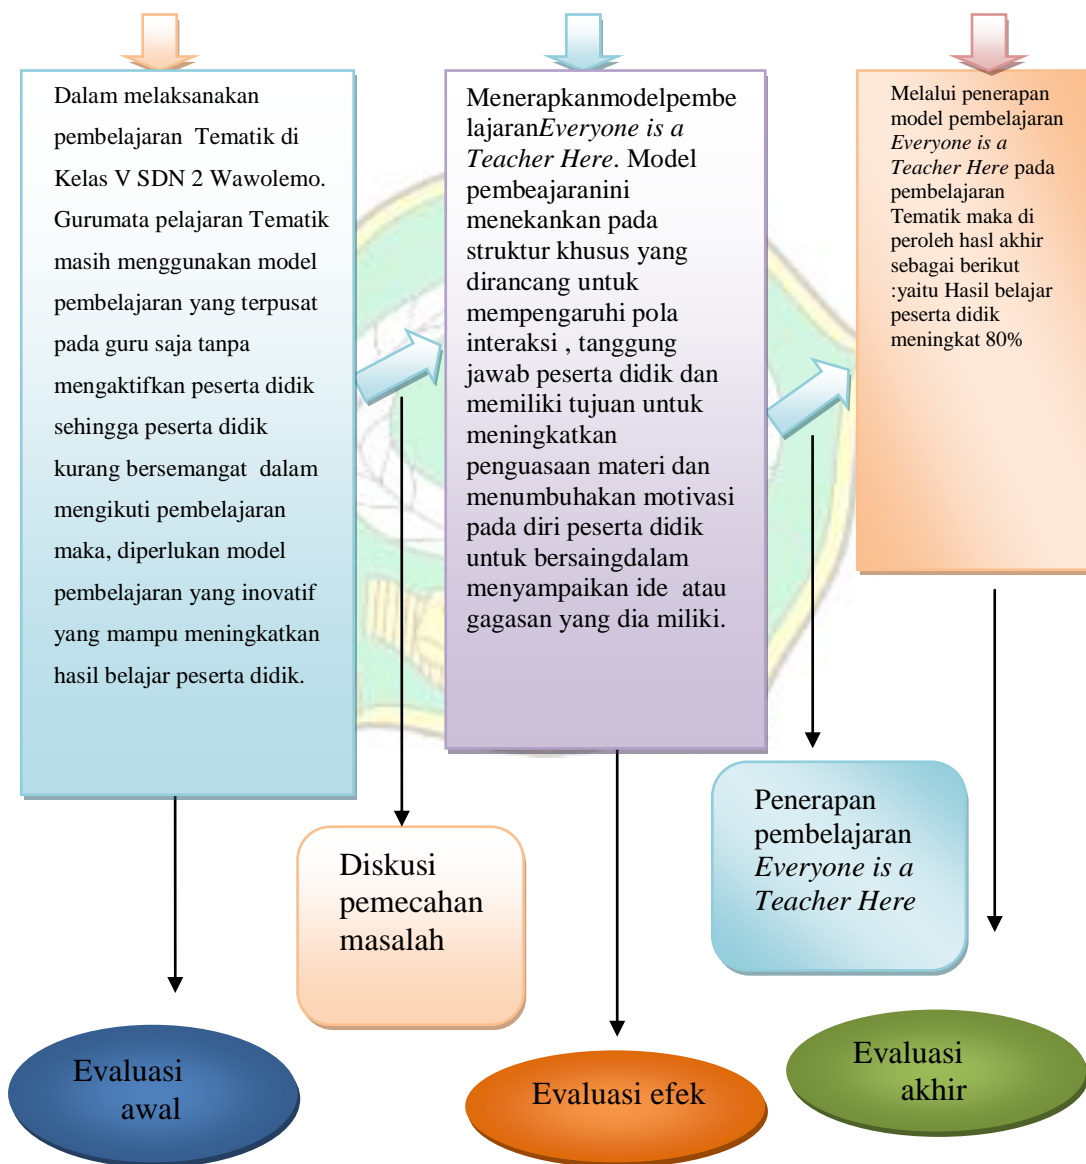 Dalam melaksanakan
pembelajaran Tematik di
Kelas V SDN 2 Wawolemo.
Gurumata pelajaran Tematik
masih menggunakan model
pembelajaran yang terpusat
pada guru saja tanpa
mengaktifkan peserta didik
sehingga peserta didik
kurang bersemangat dalam
mengikuti pembelajaran
maka, diperlukan model
pembelajaran yang inovatif
yang mampu meningkatkan
hasil belajar peserta didik.
Menerapkanmodelpembe
lajaranEveryone is a
Teacher Here. Model
pembeajaranini
menekankan pada
struktur khusus yang
dirancang untuk
mempengaruhi pola
interaksi , tanggung
jawab peserta didik dan
memiliki tujuan untuk
meningkatkan
penguasaan materi dan
menumbuhakan motivasi
pada diri peserta didik
untuk bersaingdalam
menyampaikan ide atau
gagasan yang dia miliki.
Melalui penerapan
model pembelajaran
Everyone is a
Teacher Here pada
pembelajaran
Tematik maka di
peroleh hasl akhir
sebagai berikut
:yaitu Hasil belajar
peserta didik
meningkat 80%
Diskusi
pemecahan
masalah
Penerapan
pembelajaran
Everyone is a
Teacher Here
Evaluasi
awal
Evaluasi efek
Evaluasi
akhir